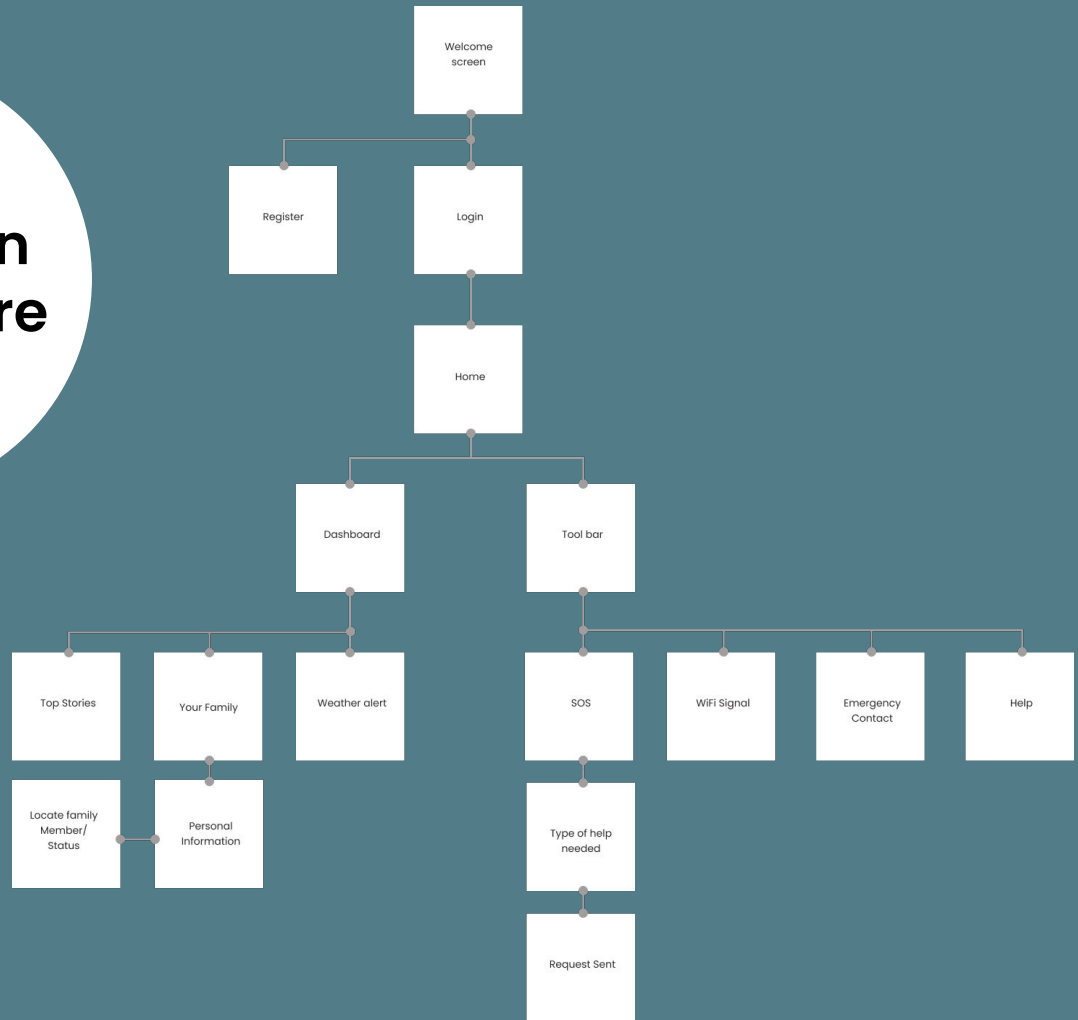 Welcome
screen
n
re
Register
Login
Home
Dashboard
Tool bar
Top Stories
Your Family
Weather alert
SOS
WiFi Signal
Emergency
Contact
Help
Locate family
Member/
Status
Personal
Information
Type of help
needed
Request Sent